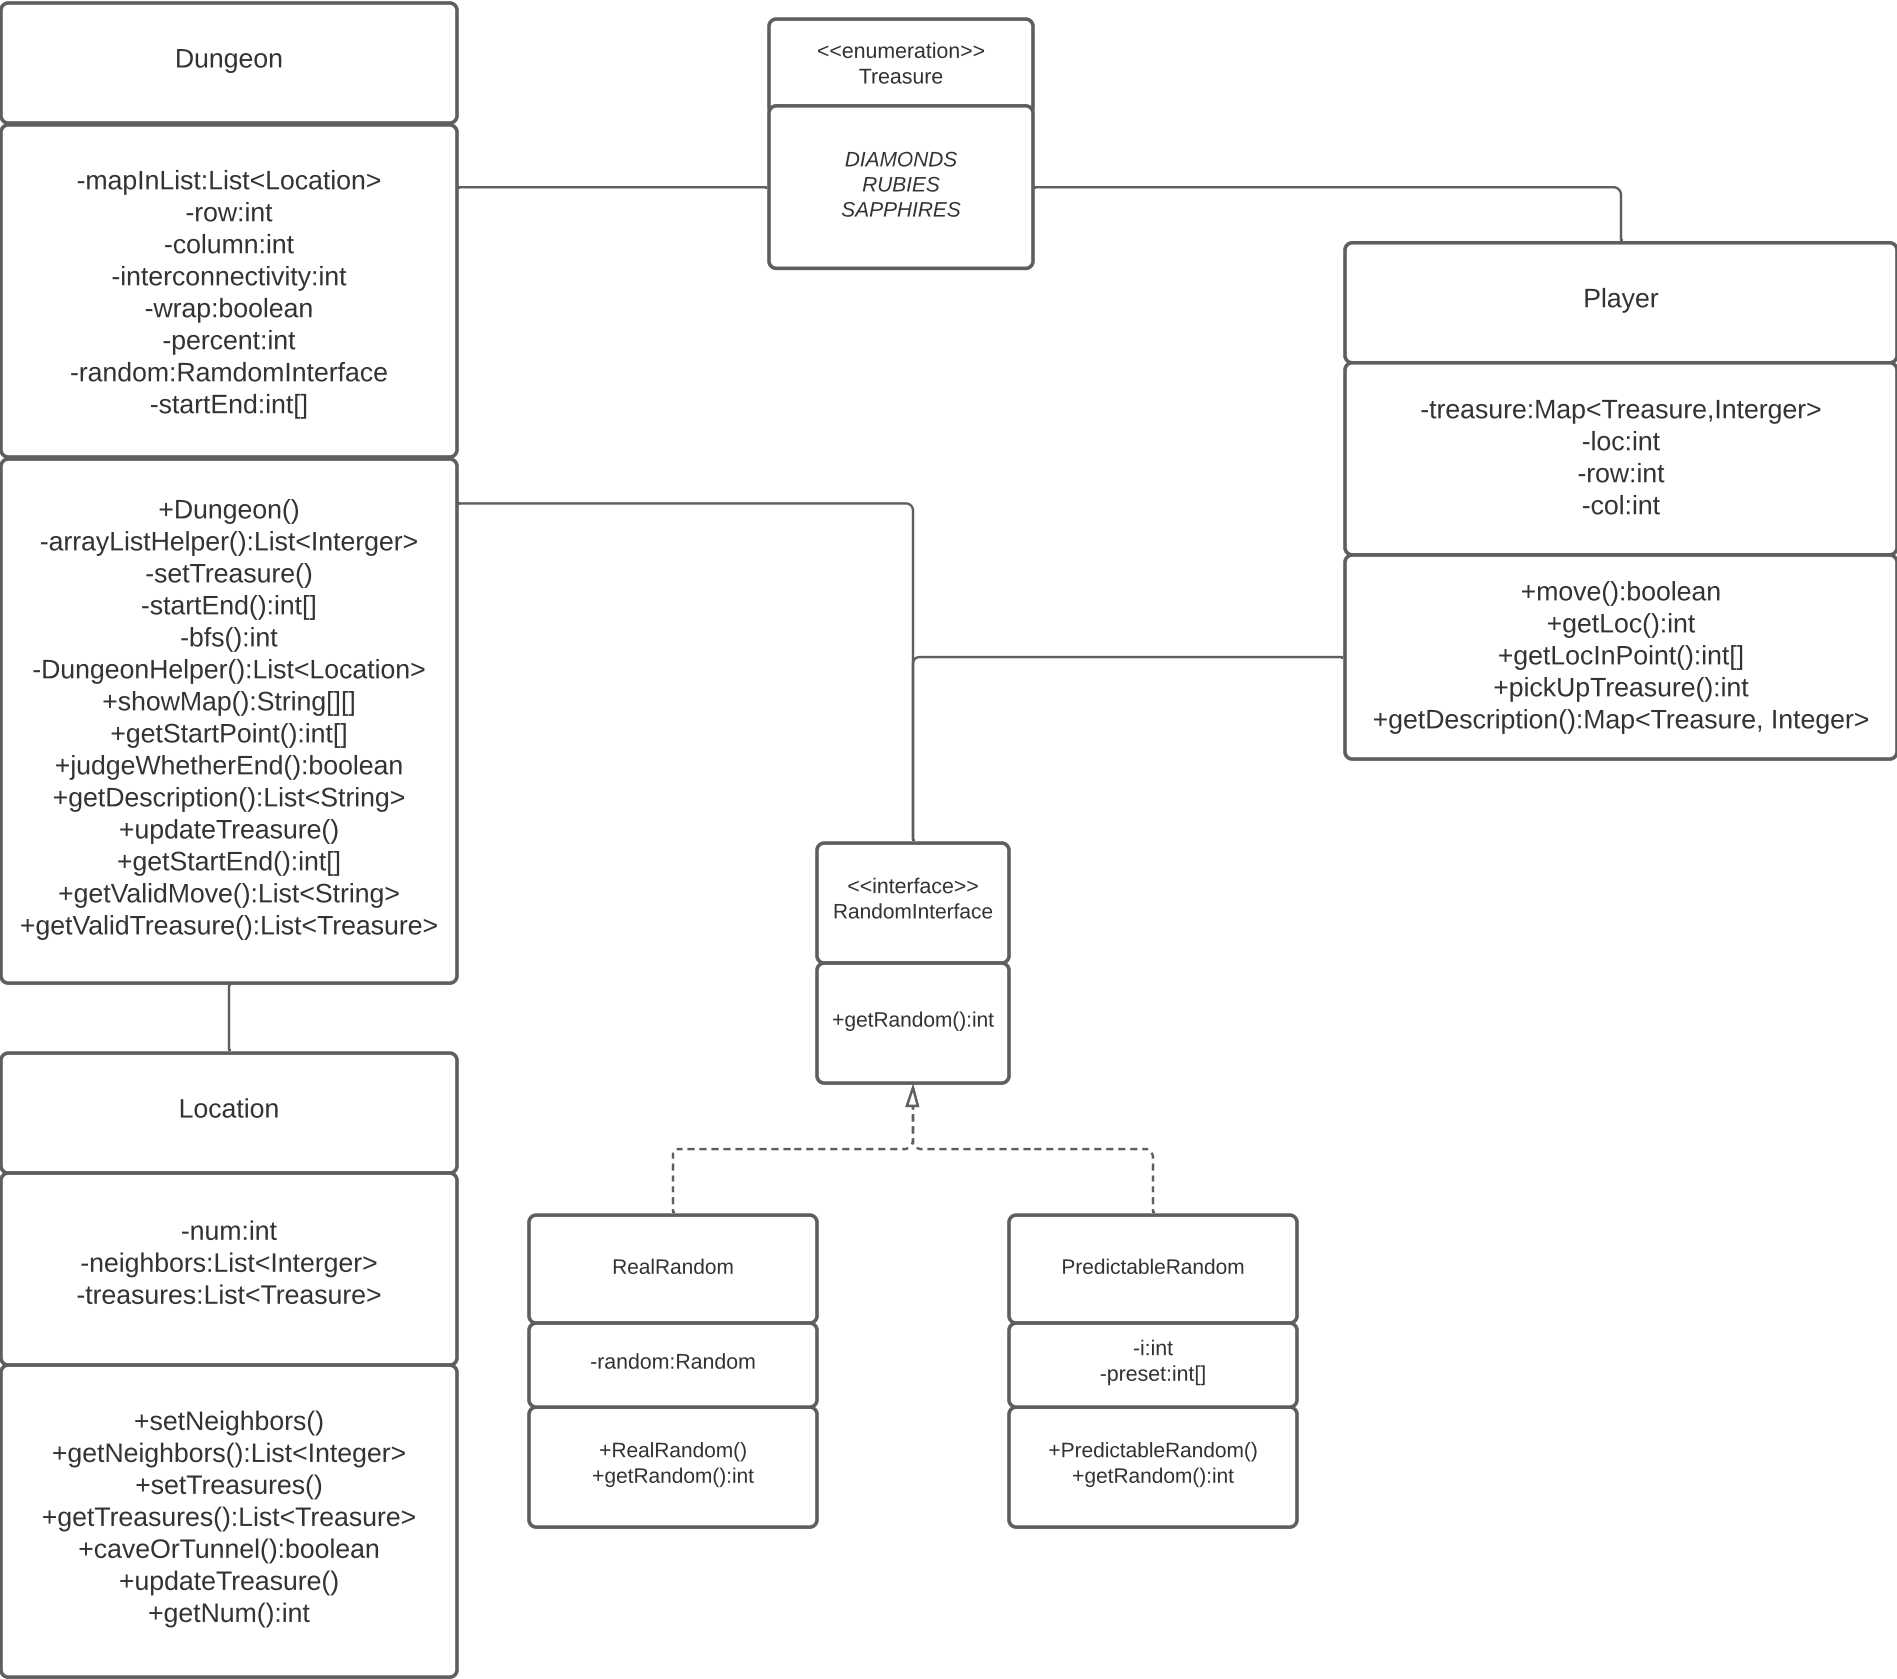 Dungeon
-mapInList:List<Location>
-row:int
-column:int
-interconnectivity:int
-wrap:boolean
-percent:int
-random:RamdomInterface
-startEnd:int[]
+Dungeon()
-arrayListHelper():List<Interger>
-setTreasure()
-startEnd():int[]
-bfs():int
-DungeonHelper():List<Location>
+showMap():String[][]
+getStartPoint():int[]
+judgeWhetherEnd():boolean
+getDescription():List<String>
+updateTreasure()
+getStartEnd():int[]
+getValidMove():List<String>
+getValidTreasure():List<Treasure>
<<enumeration>>
Treasure
DIAMONDS
RUBIES
SAPPHIRES
Player
-treasure:Map<Treasure,Interger>
-loc:int
-row:int
-col:int
+move():boolean
+getLoc():int
+getLocInPoint():int[]
+pickUpTreasure():int
+getDescription():Map<Treasure, Integer>
<<interface>>
RandomInterface
+getRandom():int
Location
-num:int
-neighbors:List<Interger>
-treasures:List<Treasure>
+setNeighbors()
+getNeighbors():List<Integer>
+setTreasures()
+getTreasures():List<Treasure>
+caveOrTunnel():boolean
+updateTreasure()
+getNum():int
RealRandom
-random:Random
+RealRandom()
+getRandom():int
PredictableRandom
-i:int
-preset:int[]
+PredictableRandom()
+getRandom():int